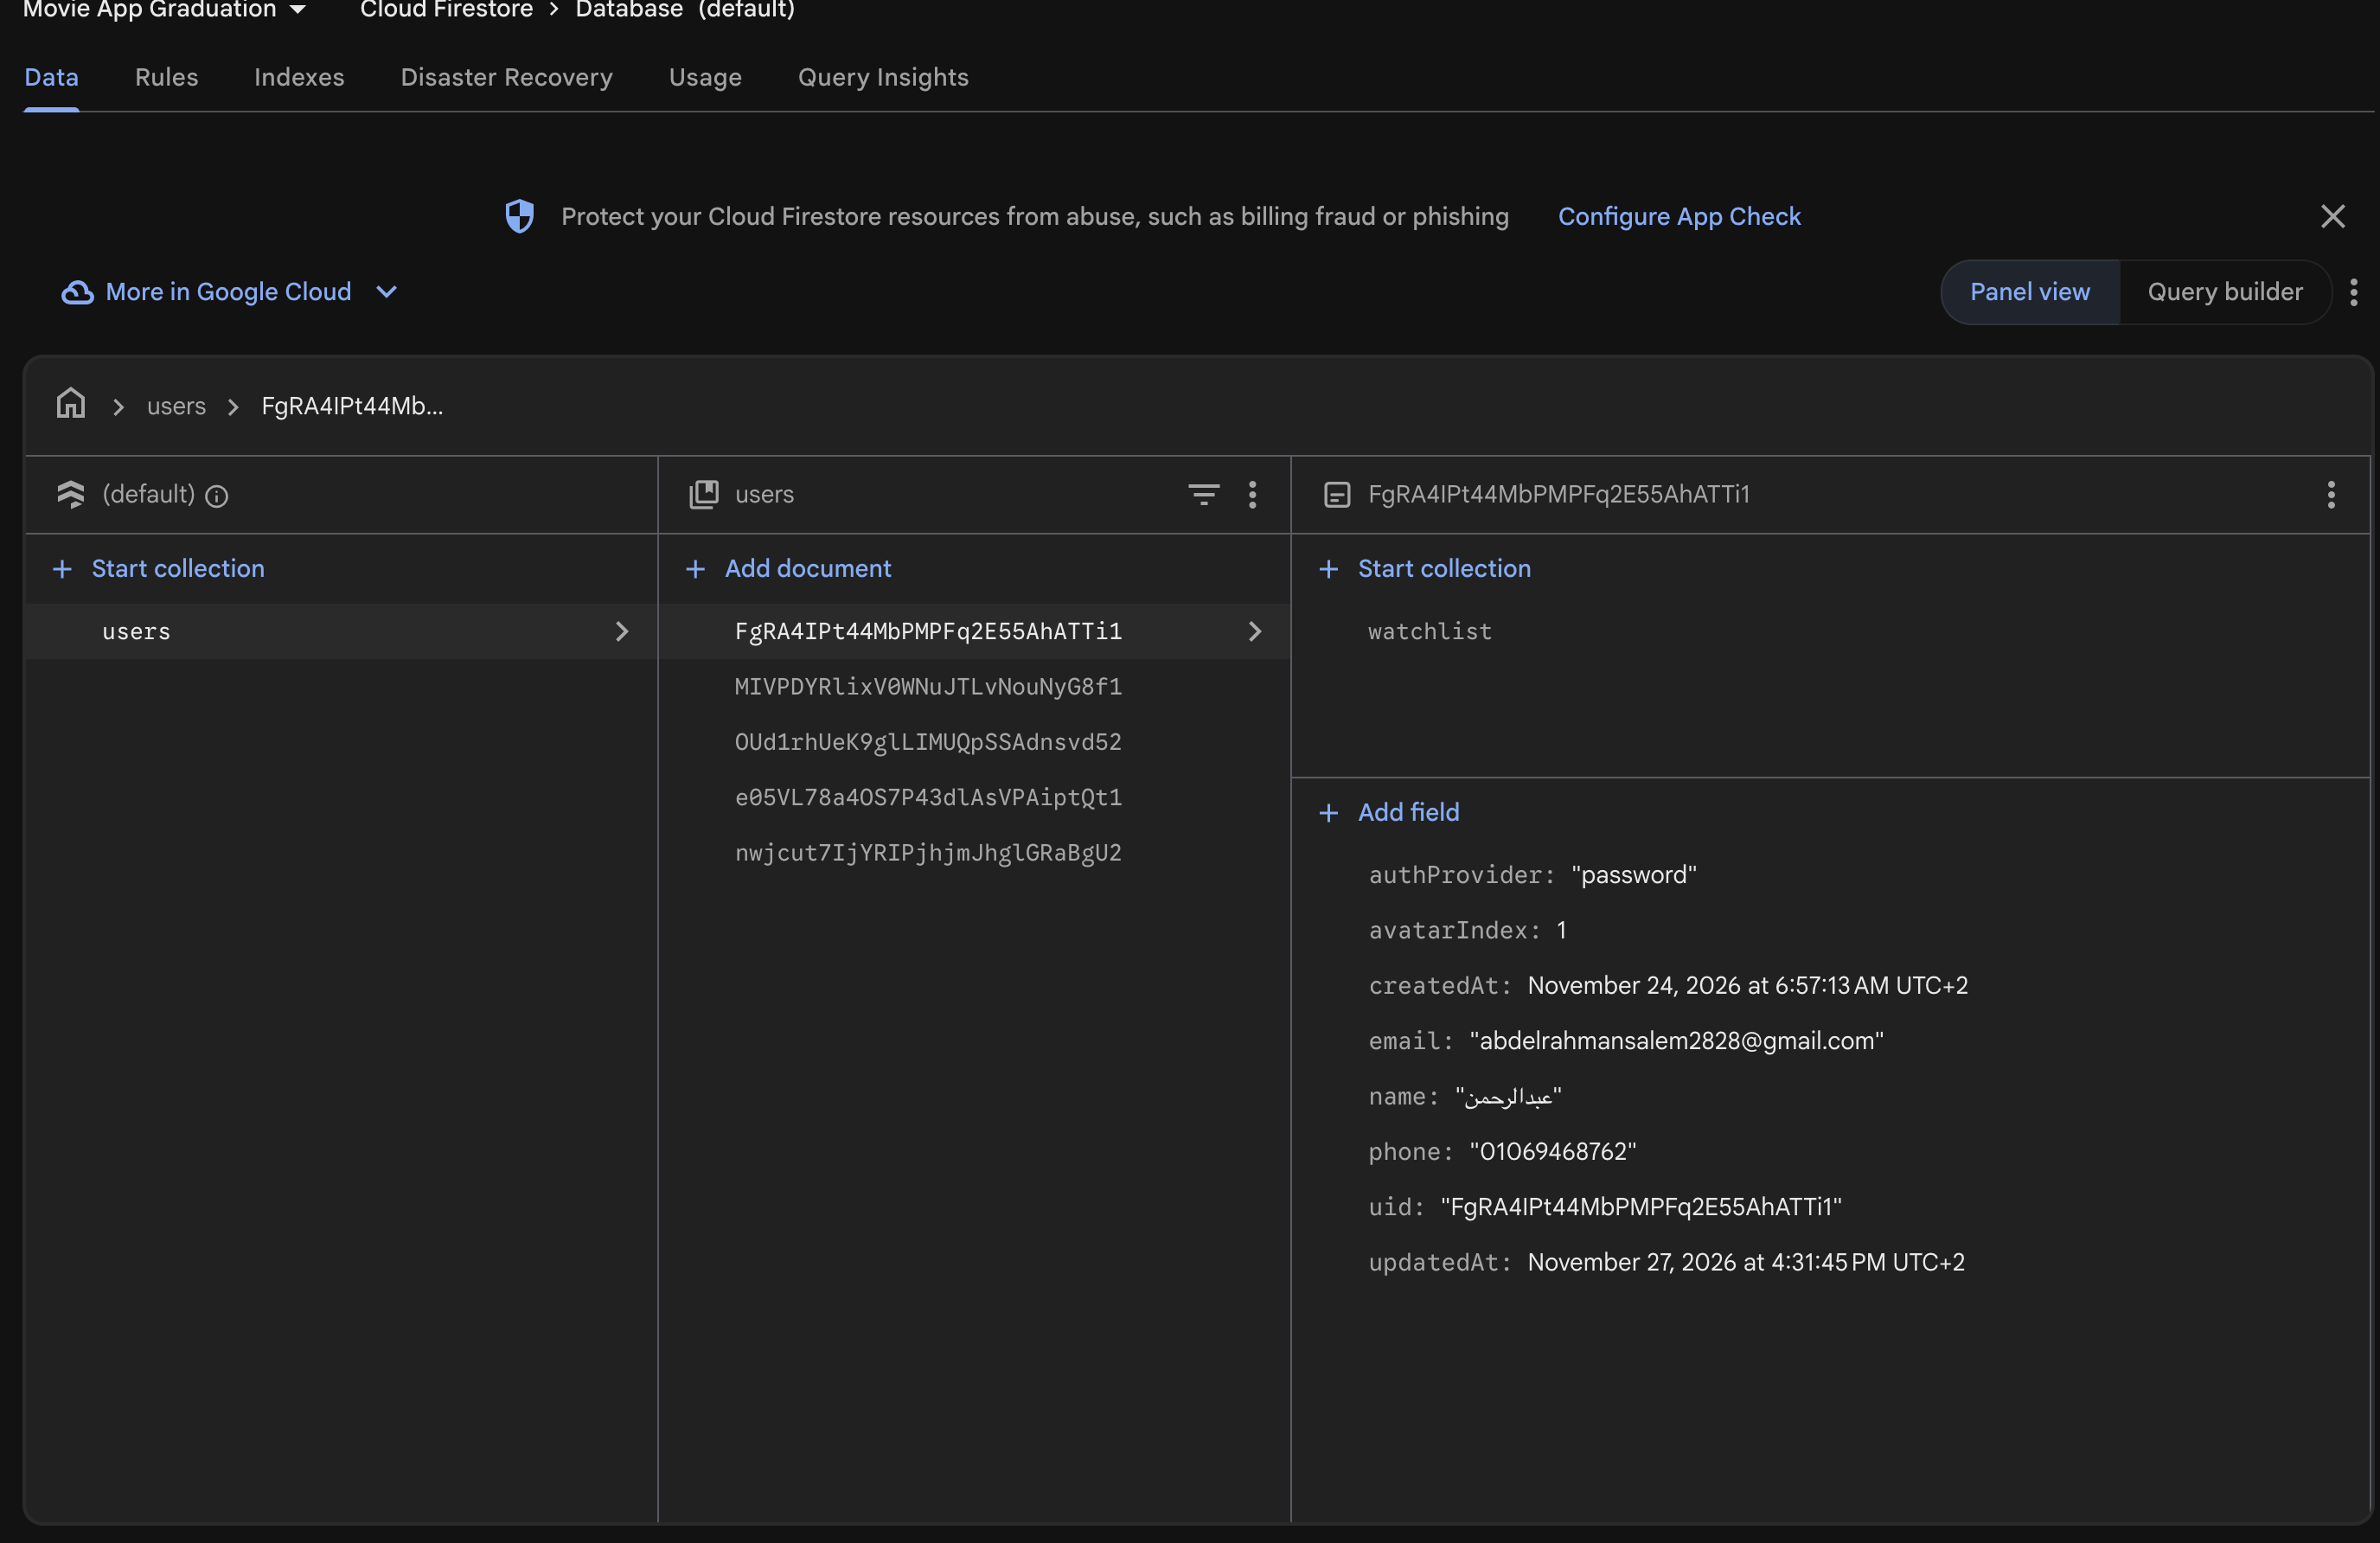 Movie App Graduation
Cloud Firestore > Database (default)
Data Rules Indexes Disaster Recovery Usage Query Insights
Protect your Cloud Firestore resources from abuse, such as billing fraud or phishing Configure App Check
More in Google Cloud
Panel view Query builder
users > FgRA4IPt44Mb...
(default)
Start collection
users
users
Add document
FgRA4IPt44MbPMPFq2E55AhATTi1
MIVPDYRlixV0WNuJTLvNouNyG8f1
OUd1rhUeK9glLIMUQpSSAdnsvd52
e05VL78a4OS7P43dlAsVPAiptQt1
nwjcut7IjYRIPjhjmJhglGRaBgU2
FgRA4IPt44MbPMPFq2E55AhATTi1
Start collection
watchlist
Add field
authProvider: "password"
avatarIndex: 1
createdAt: November 24, 2026 at 6:57:13 AM UTC+2
email: "abdelrahmansalem2828@gmail.com"
name: "عبدالرحمن"
phone: "01069468762"
uid: "FgRA4IPt44MbPMPFq2E55AhATTi1"
updatedAt: November 27, 2026 at 4:31:45 PM UTC+2